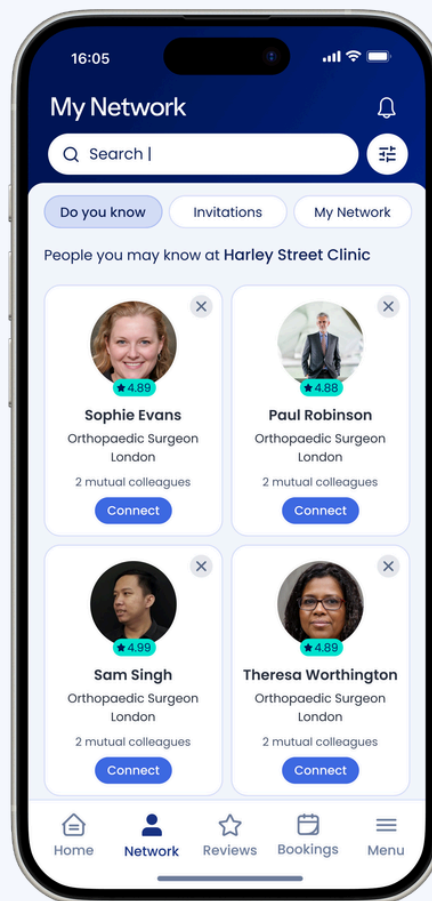 16:05
My Network
Search |
Do you know
Invitations
My Network
People you may know at Harley Street Clinic
★4.89
Sophie Evans
Orthopaedic Surgeon
London
2 mutual colleagues
Connect
★4.88
Paul Robinson
Orthopaedic Surgeon
London
2 mutual colleagues
Connect
★4.99
Sam Singh
Orthopaedic Surgeon
London
2 mutual colleagues
Connect
★4.89
Theresa Worthington
Orthopaedic Surgeon
London
2 mutual colleagues
Connect
Home
Network
Reviews
Bookings
Menu